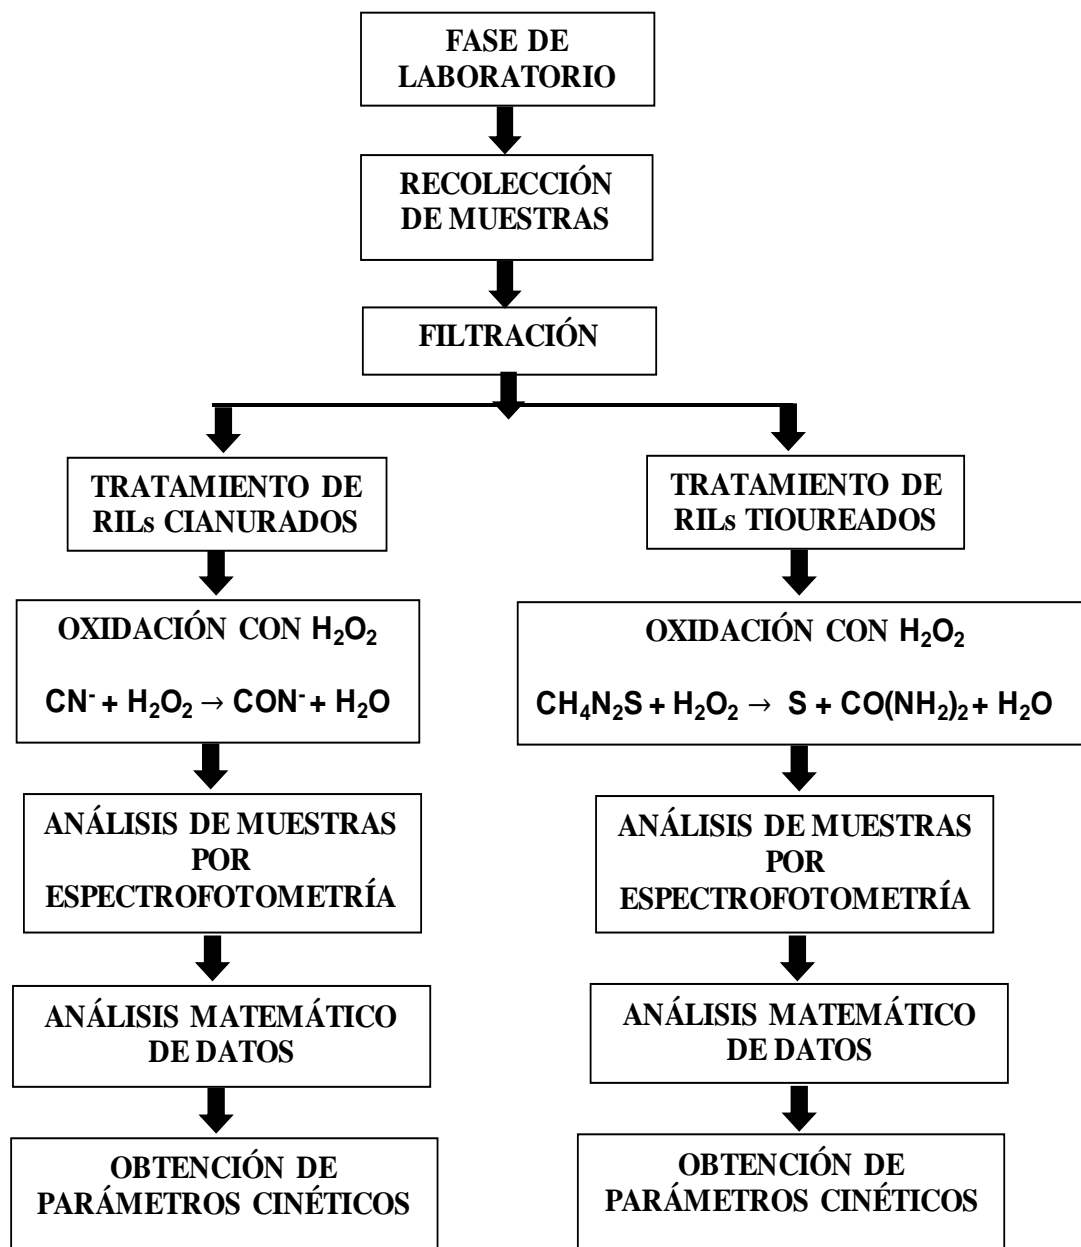 FASE DE
LABORATORIO
RECOLECCIÓN
DE MUESTRAS
FILTRACIÓN
TRATAMIENTO DE
RILs CIANURADOS
OXIDACIÓN CON H₂O₂
CN⁻ + H₂O₂ → CON⁻ + H₂O
ANÁLISIS DE MUESTRAS
POR
ESPECTROFOTOMETRÍA
ANÁLISIS MATEMÁTICO
DE DATOS
OBTENCIÓN DE
PARÁMETROS CINÉTICOS
TRATAMIENTO DE
RILs TIOUREADOS
OXIDACIÓN CON H₂O₂
CH₄N₂S + H₂O₂ → S + CO(NH₂)₂ + H₂O
ANÁLISIS DE MUESTRAS
POR
ESPECTROFOTOMETRÍA
ANÁLISIS MATEMÁTICO
DE DATOS
OBTENCIÓN DE
PARÁMETROS CINÉTICOS